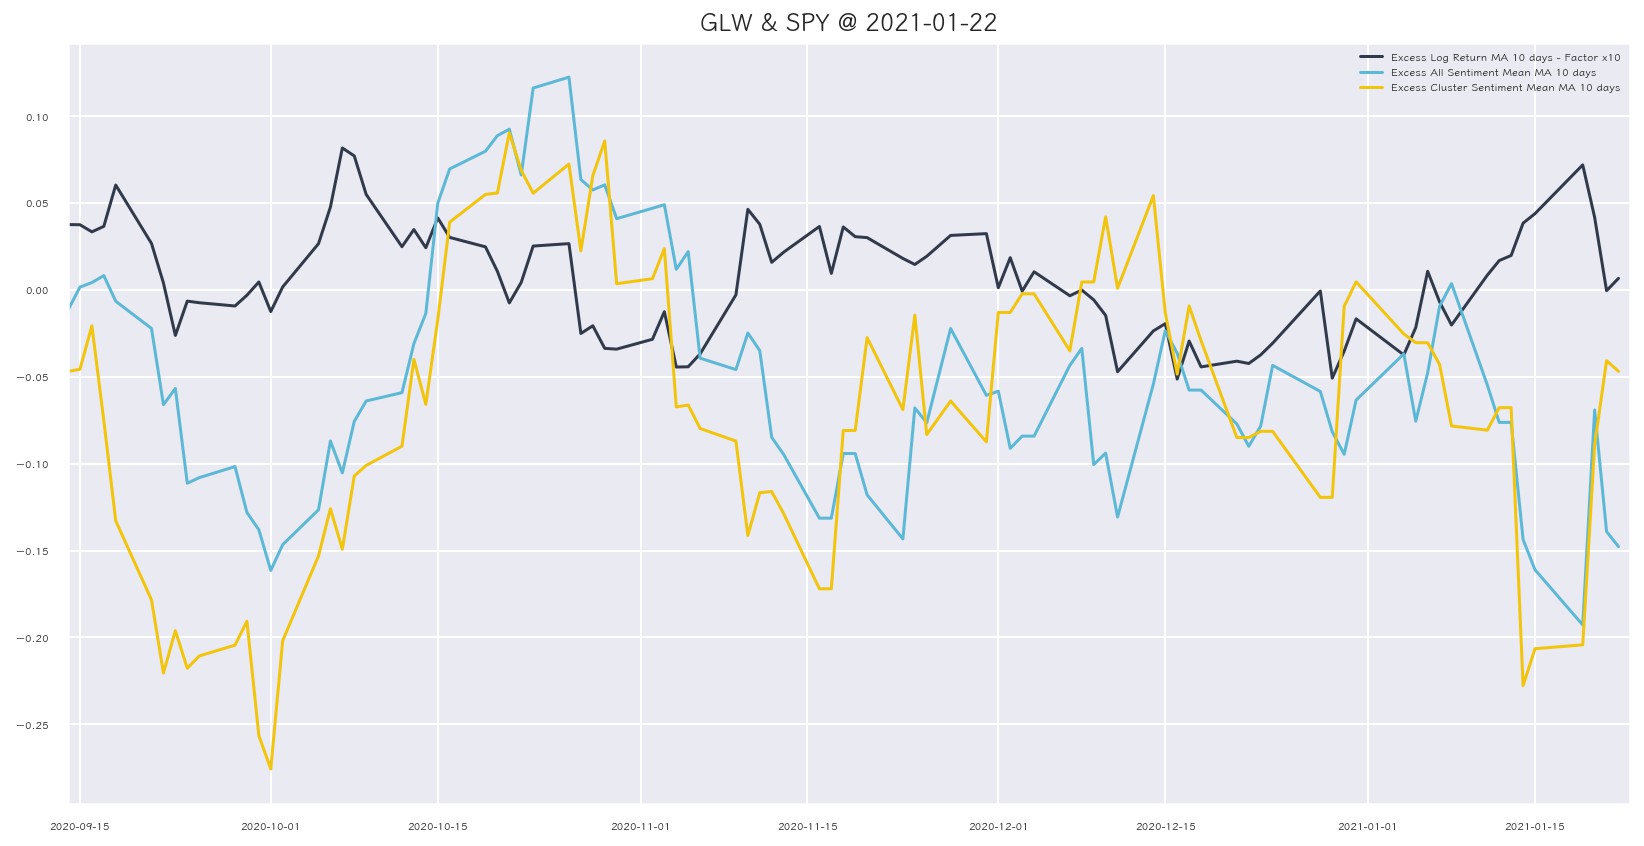 GLW & SPY @ 2021-01-22
Excess Log Return MA 10 days - Factor x10
Excess All Sentiment Mean MA 10 days
Excess Cluster Sentiment Mean MA 10 days
0.10
0.05
0.00
−0.05
−0.10
−0.15
−0.20
−0.25
2020-09-15 2020-10-01 2020-10-15 2020-11-01 2020-11-15 2020-12-01 2020-12-15 2021-01-01 2021-01-15